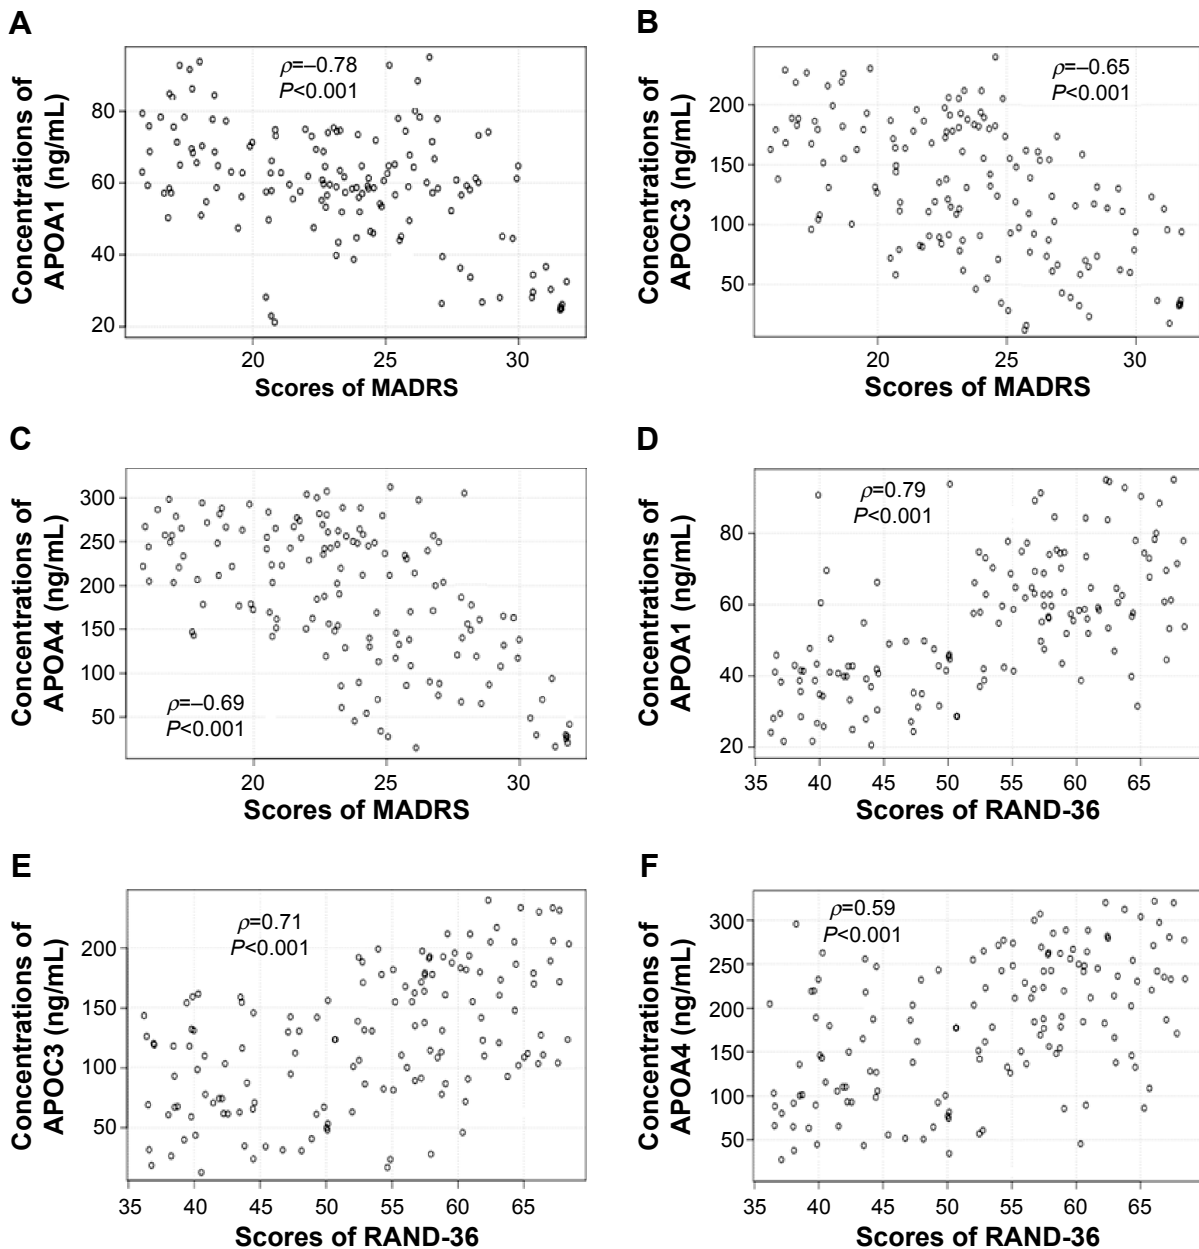 A
Concentrations of
APOA1 (ng/mL)
80
60
40
20
ρ=–0.78
P<0.001
20 25 30
Scores of MADRS
B
Concentrations of
APOC3 (ng/mL)
200
150
100
50
ρ=–0.65
P<0.001
20 25 30
Scores of MADRS
C
Concentrations of
APOA4 (ng/mL)
300
250
200
150
100
50
ρ=–0.69
P<0.001
20 25 30
Scores of MADRS
D
Concentrations of
APOA1 (ng/mL)
80
60
40
20
ρ=0.79
P<0.001
35 40 45 50 55 60 65
Scores of RAND-36
E
Concentrations of
APOC3 (ng/mL)
200
150
100
50
ρ=0.71
P<0.001
35 40 45 50 55 60 65
Scores of RAND-36
F
Concentrations of
APOA4 (ng/mL)
300
250
200
150
100
50
ρ=0.59
P<0.001
35 40 45 50 55 60 65
Scores of RAND-36